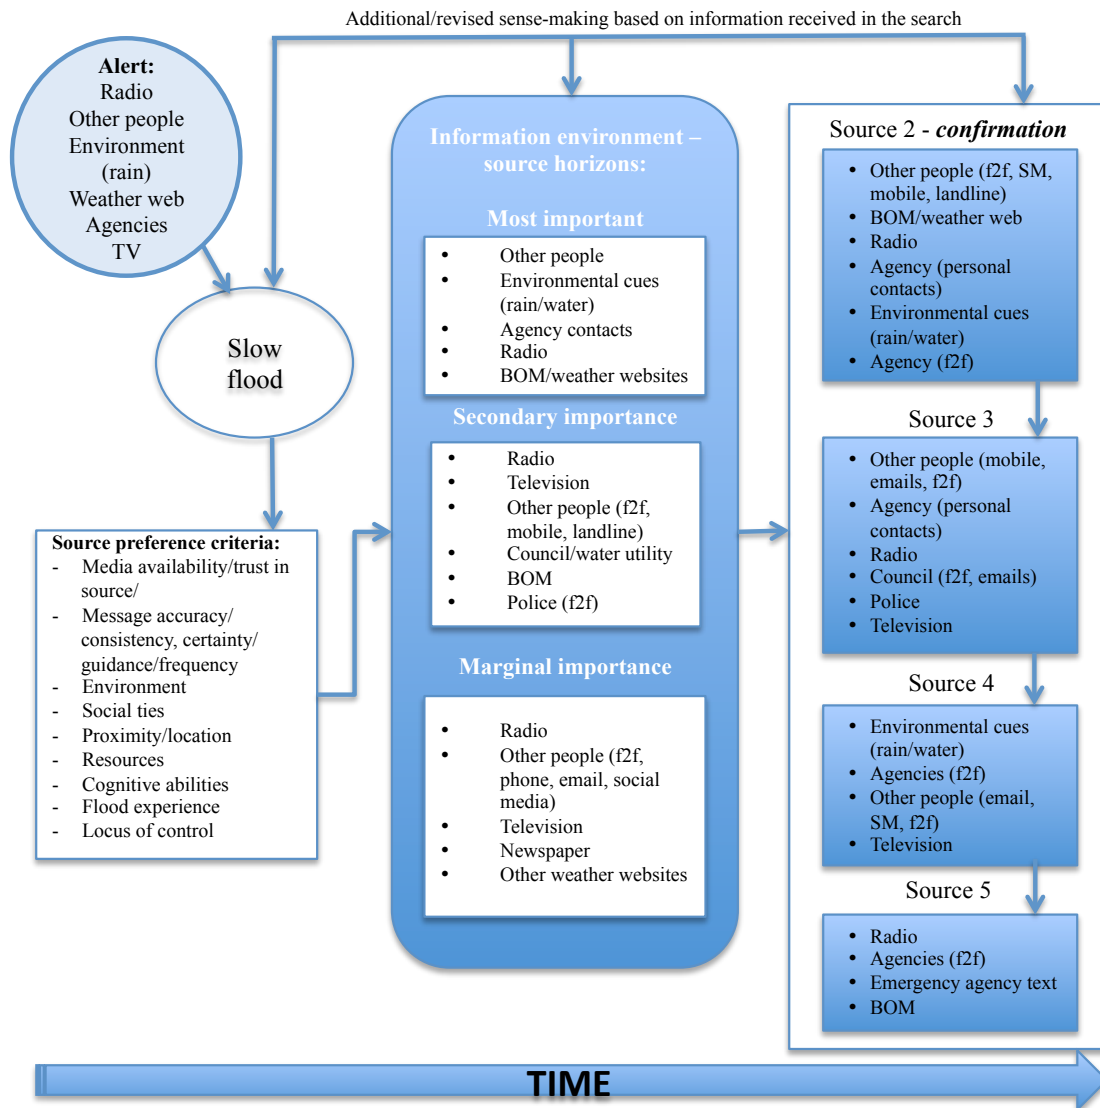 Additional/revised sense-making based on information received in the search
Alert:
Radio
Other people
Environment
(rain)
Weather web
Agencies
TV
Slow
flood
Source preference criteria:
- Media availability/trust in
source/
- Message accuracy/
consistency, certainty/
guidance/frequency
- Environment
- Social ties
- Proximity/location
- Resources
- Cognitive abilities
- Flood experience
- Locus of control
Information environment –
source horizons:
Most important
• Other people
• Environmental cues
(rain/water)
• Agency contacts
• Radio
• BOM/weather websites
Secondary importance
• Radio
• Television
• Other people (f2f,
mobile, landline)
• Council/water utility
• BOM
• Police (f2f)
Marginal importance
• Radio
• Other people (f2f,
phone, email, social
media)
• Television
• Newspaper
• Other weather websites
Source 2 - confirmation
• Other people (f2f, SM,
mobile, landline)
• BOM/weather web
• Radio
• Agency (personal
contacts)
• Environmental cues
(rain/water)
• Agency (f2f)
Source 3
• Other people (mobile,
emails, f2f)
• Agency (personal
contacts)
• Radio
• Council (f2f, emails)
• Police
• Television
Source 4
• Environmental cues
(rain/water)
• Agencies (f2f)
• Other people (email,
SM, f2f)
• Television
Source 5
• Radio
• Agencies (f2f)
• Emergency agency text
• BOM
TIME